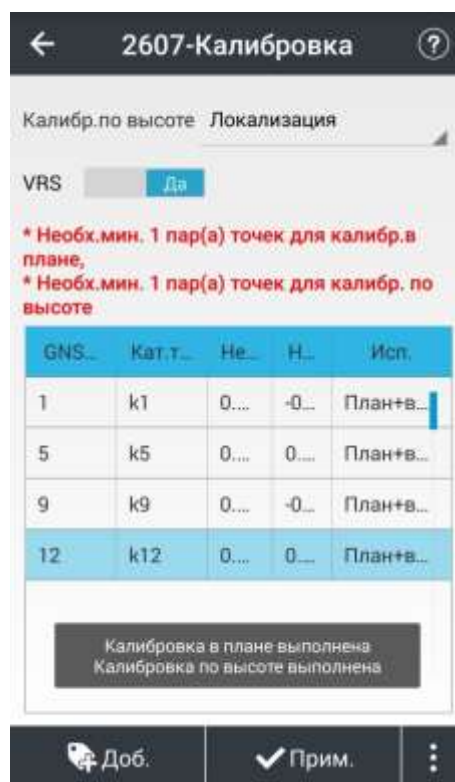 2607-Калибровка ?
Калибр.по высоте Локализация
VRS Да
* Необх.мин. 1 пар(а) точек для калибр.в
плане,
* Необх.мин. 1 пар(а) точек для калибр. по
высоте
GNS... Кат.т... Не... Н... Исп.
1 k1 0.... -0... План+в...
5 k5 0.... 0.... План+в...
9 k9 0.... -0... План+в...
12 k12 0.... 0.... План+в...
Калибровка в плане выполнена
Калибровка по высоте выполнена
Доб. Прим.